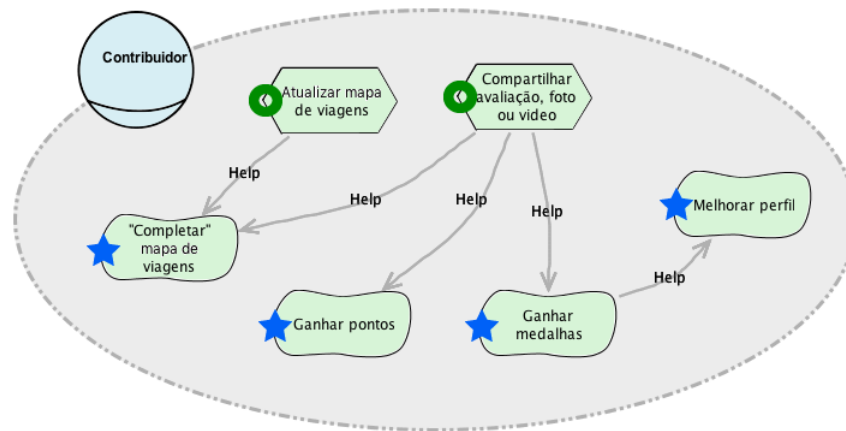 Contribuidor
Atualizar mapa
de viagens
Compartilhar
avaliação, foto
ou video
Help
Help
Help
Help
Melhorar perfil
"Completar"
mapa de
viagens
Help
Ganhar pontos
Ganhar
medalhas